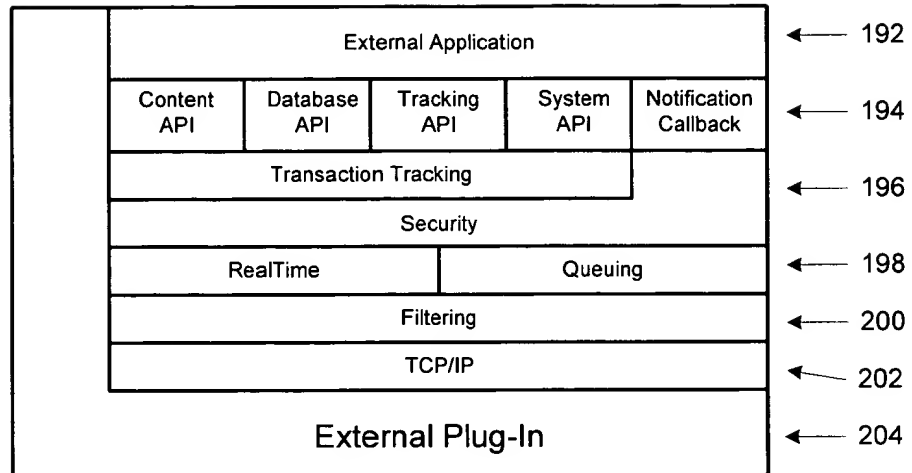 External Application
192
Content API
Database API
Tracking API
System API
Notification Callback
194
Transaction Tracking
196
Security
RealTime
Queuing
198
Filtering
200
TCP/IP
202
External Plug-In
204